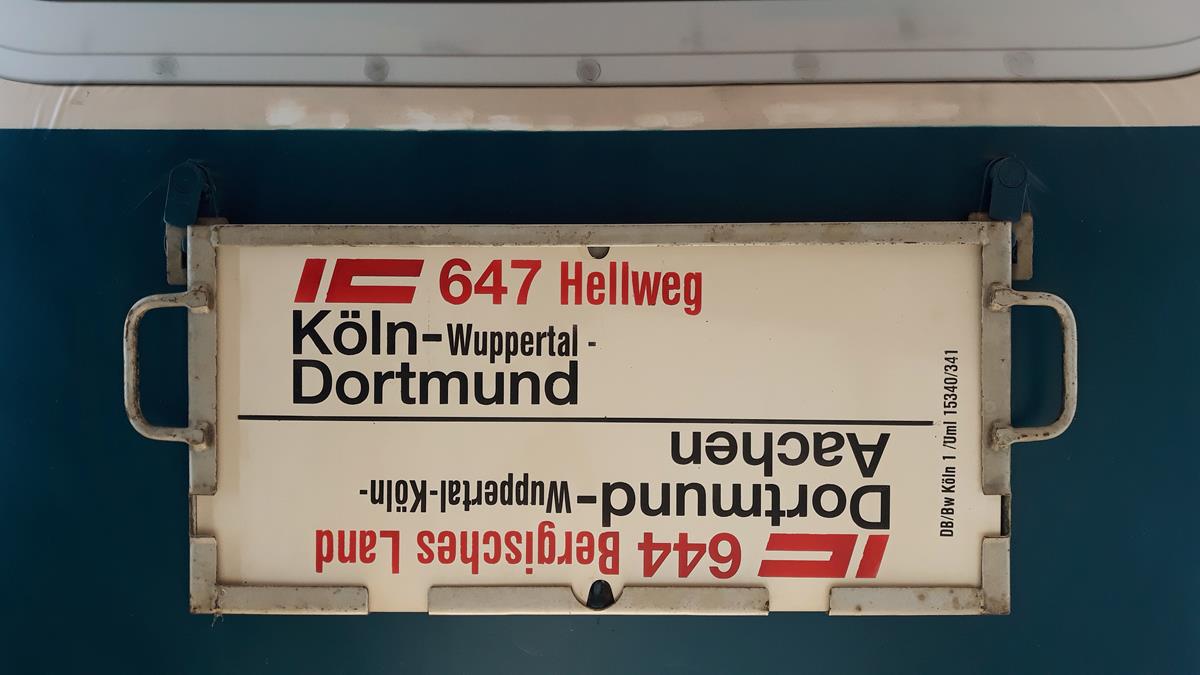 IC 647 Hellweg
Köln-Wuppertal -
Dortmund
IC 644 Bergisches Land
Dortmund-Wuppertal-Köln-
Aachen
DB/Bw Köln 1 /Uml 15340/341